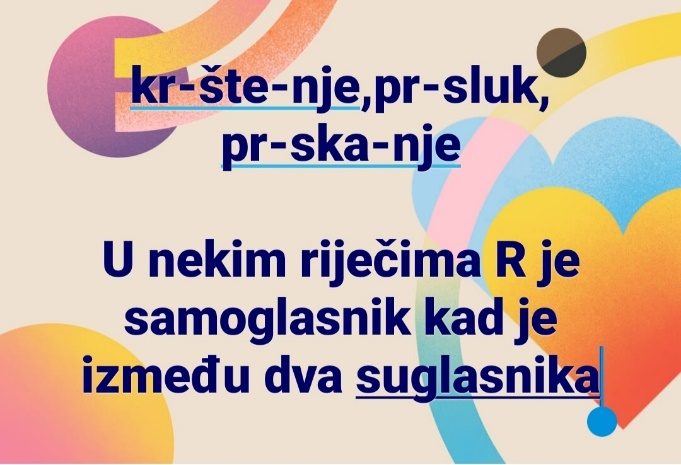 kr-šte-nje,pr-sluk,
pr-ska-nje
U nekim riječima R je
samoglasnik kad je
između dva suglasnika